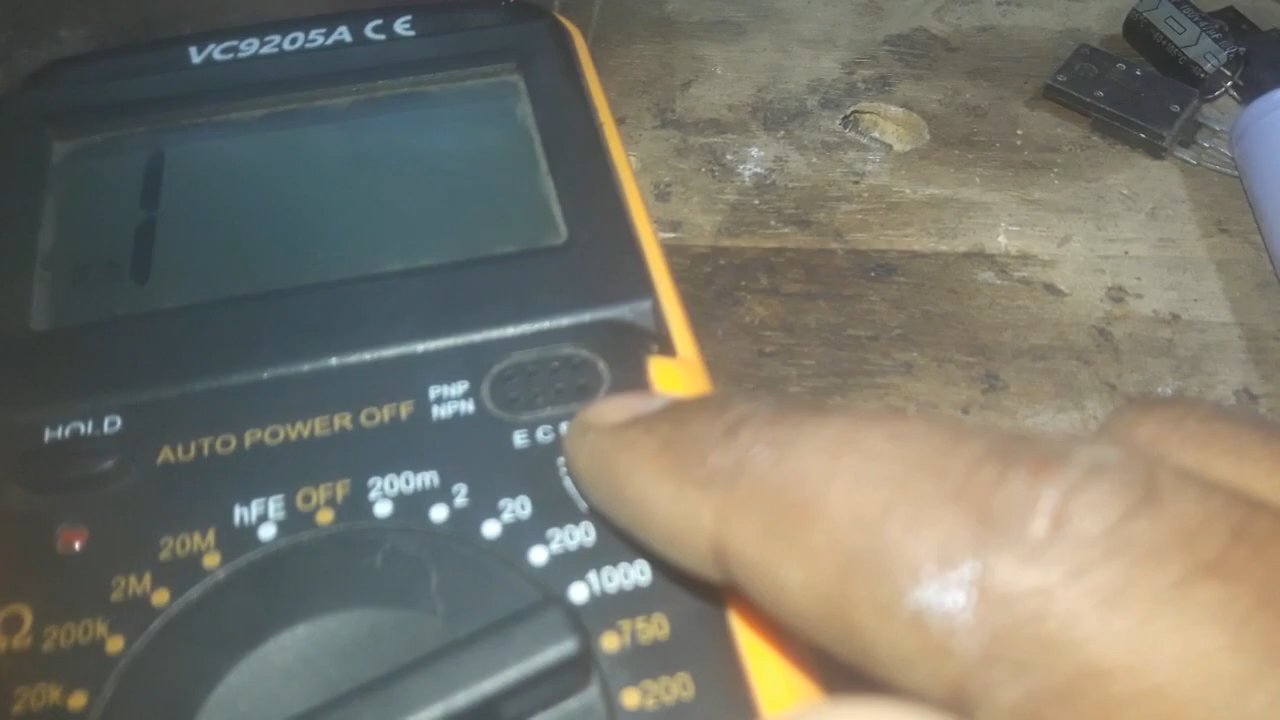 VC9205A CE
1
HOLD
AUTO POWER OFF
PNP
NPN
E C
hFE OFF 200m 2 20 200 1000
750
200
20M
2M
Ω 200k
20k